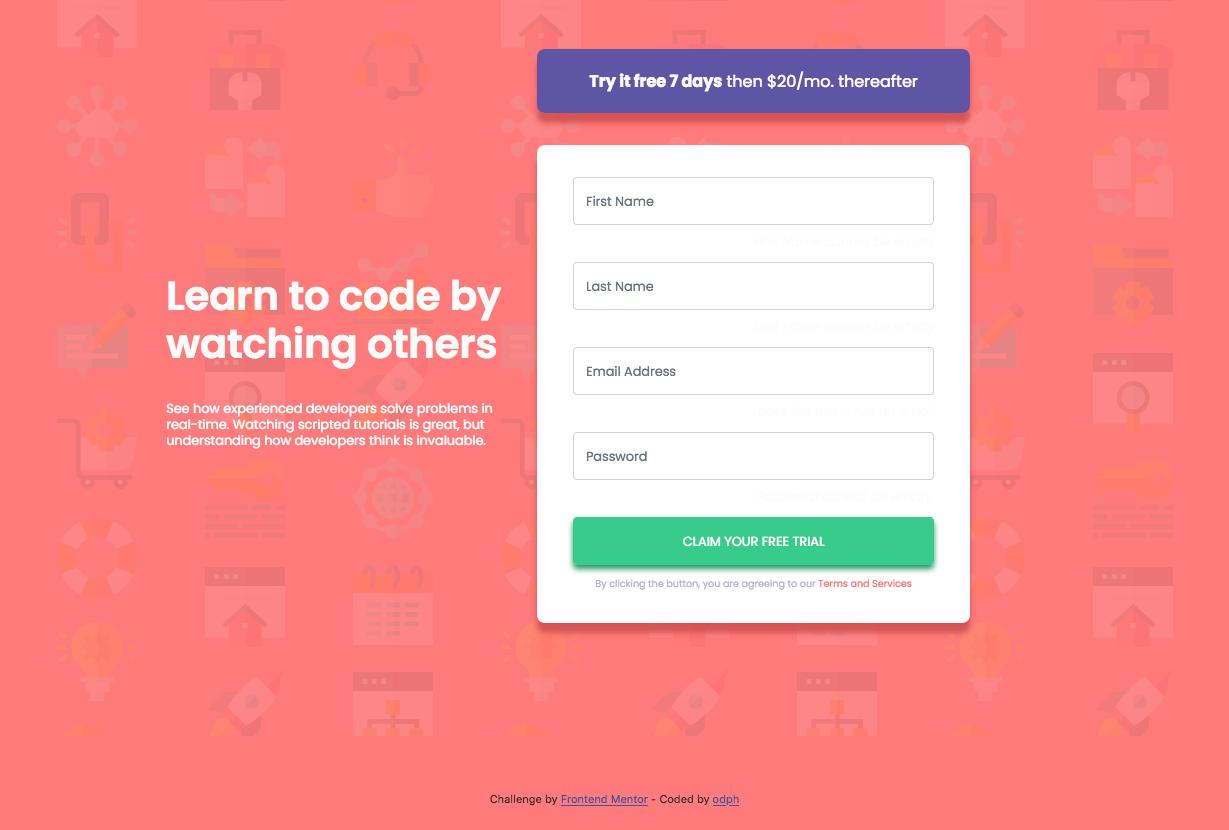 Try it free 7 days then $20/mo. thereafter
Learn to code by
watching others
See how experienced developers solve problems in
real-time. Watching scripted tutorials is great, but
understanding how developers think is invaluable.
First Name
Last Name
Email Address
Password
CLAIM YOUR FREE TRIAL
By clicking the button, you are agreeing to our Terms and Services
Challenge by Frontend Mentor - Coded by odph